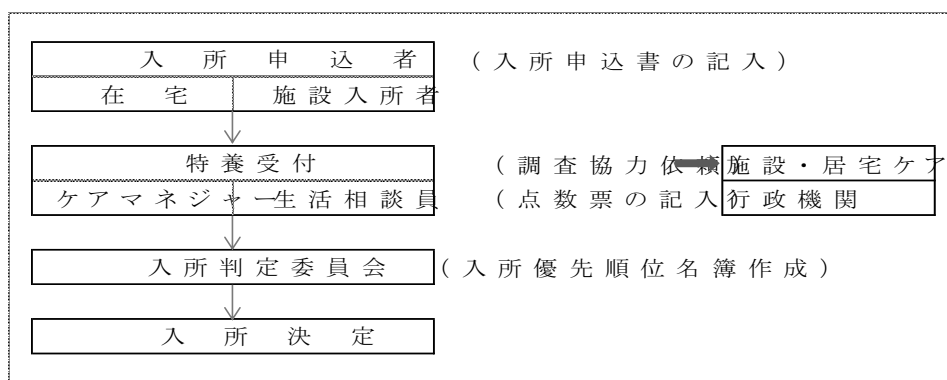 入所申込者 (入所申込書の記入)
在宅 施設入所者
特養受付 (調査協力依頼 施設・居宅ケア
ケアマネジャー 生活相談員 (点数票の記入 行政機関
入所判定委員会 (入所優先順位名簿作成)
入所決定